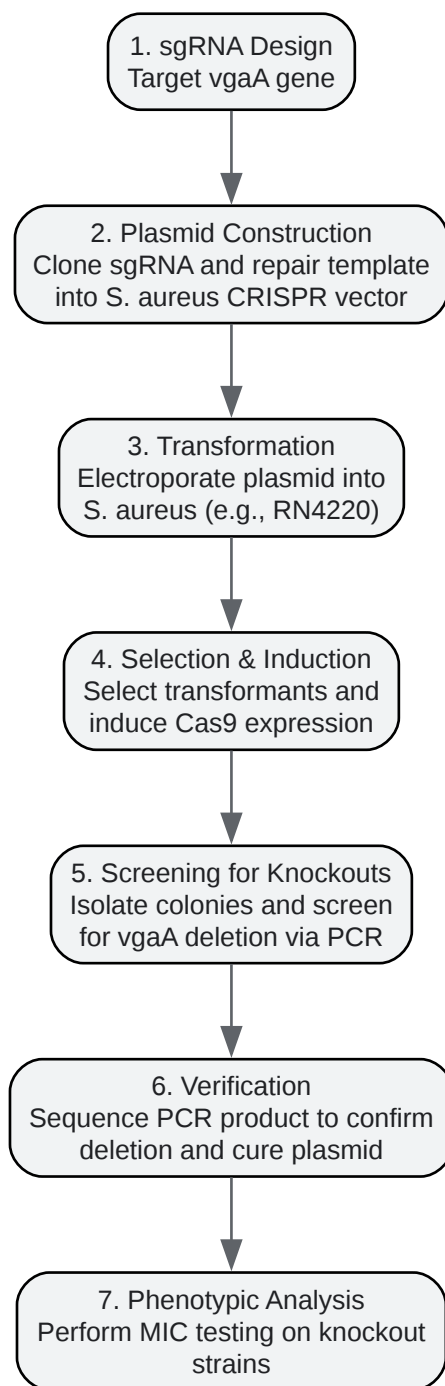 1. sgRNA Design
Target vgaA gene
2. Plasmid Construction
Clone sgRNA and repair template
into S. aureus CRISPR vector
3. Transformation
Electroporate plasmid into
S. aureus (e.g., RN4220)
4. Selection & Induction
Select transformants and
induce Cas9 expression
5. Screening for Knockouts
Isolate colonies and screen
for vgaA deletion via PCR
6. Verification
Sequence PCR product to confirm
deletion and cure plasmid
7. Phenotypic Analysis
Perform MIC testing on knockout
strains